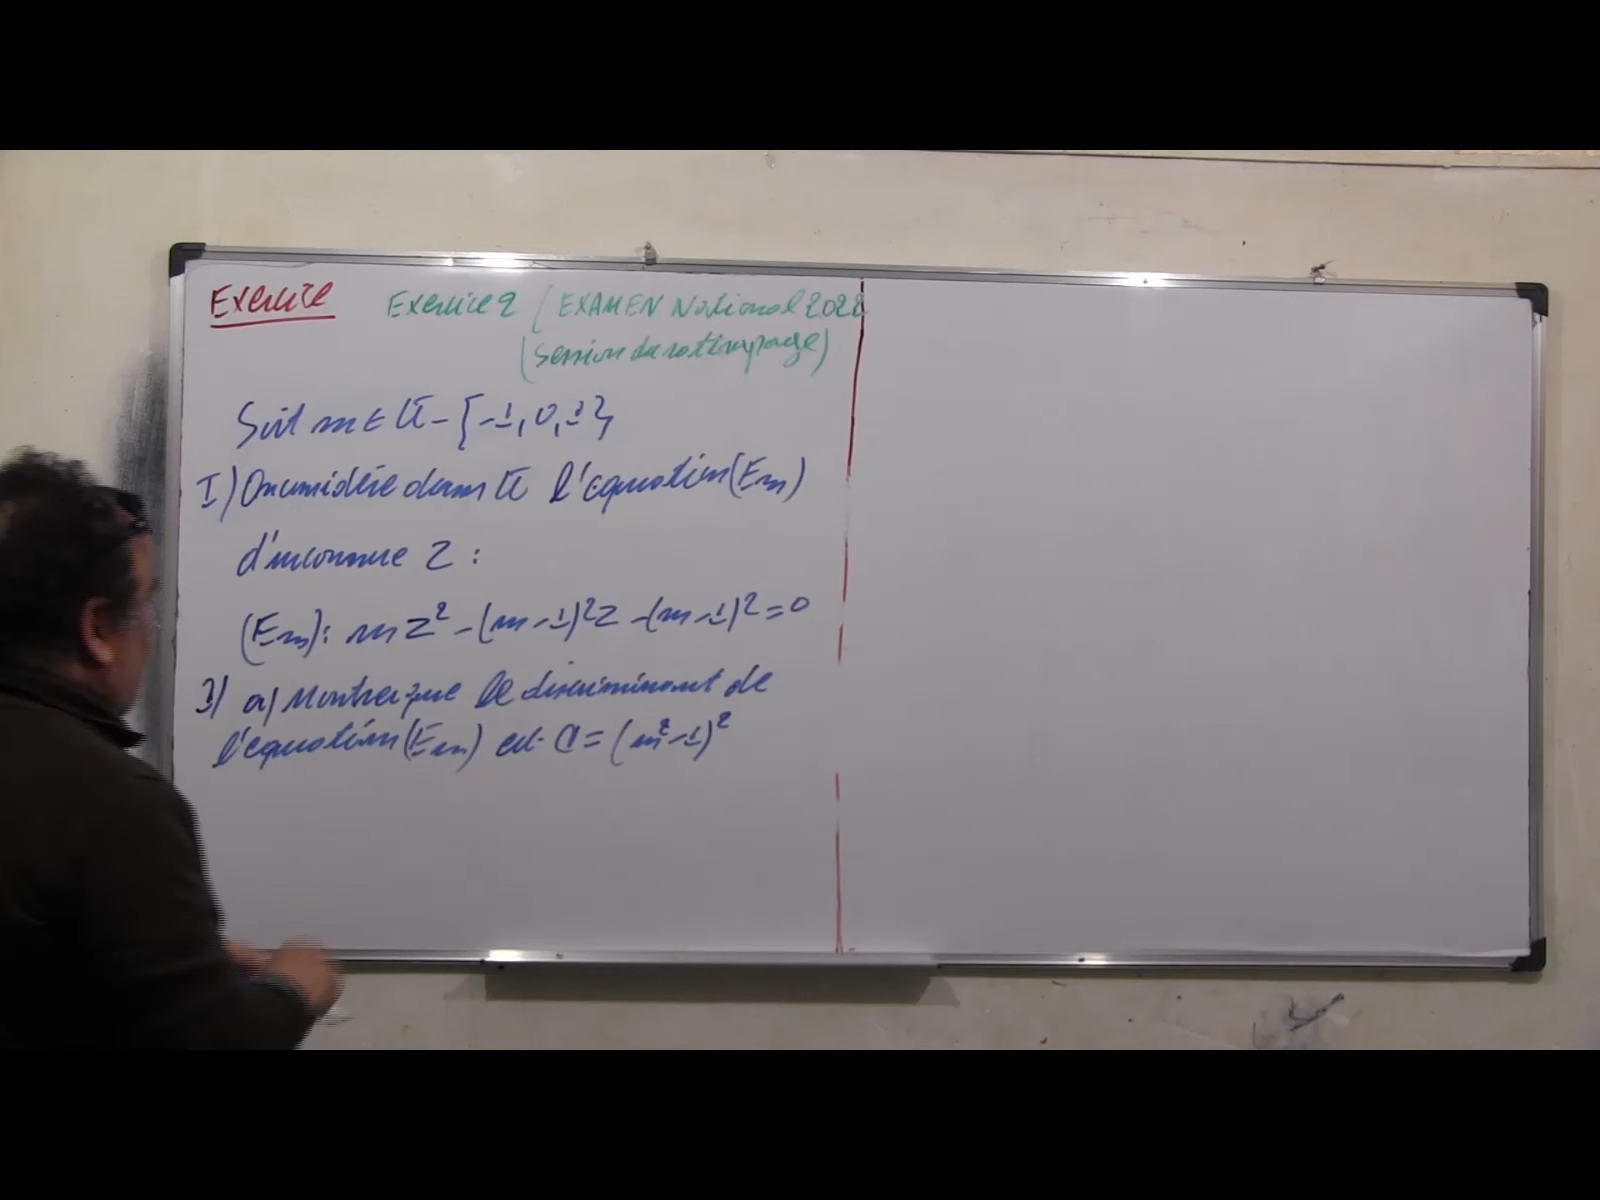 Exercice Exercice 2 (EXAMEN National 2022
(Session de rattrapage)
Soit m ∈ ℂ - {-1, 0, 1}
I) On considère dans ℂ l'équation (Em)
d'inconnue z :
(Em): mz² - (m-1)²z - (m-1)² = 0
1) a) Montrer que le discriminant de
l'équation (Em) est Δ = (m²-1)²